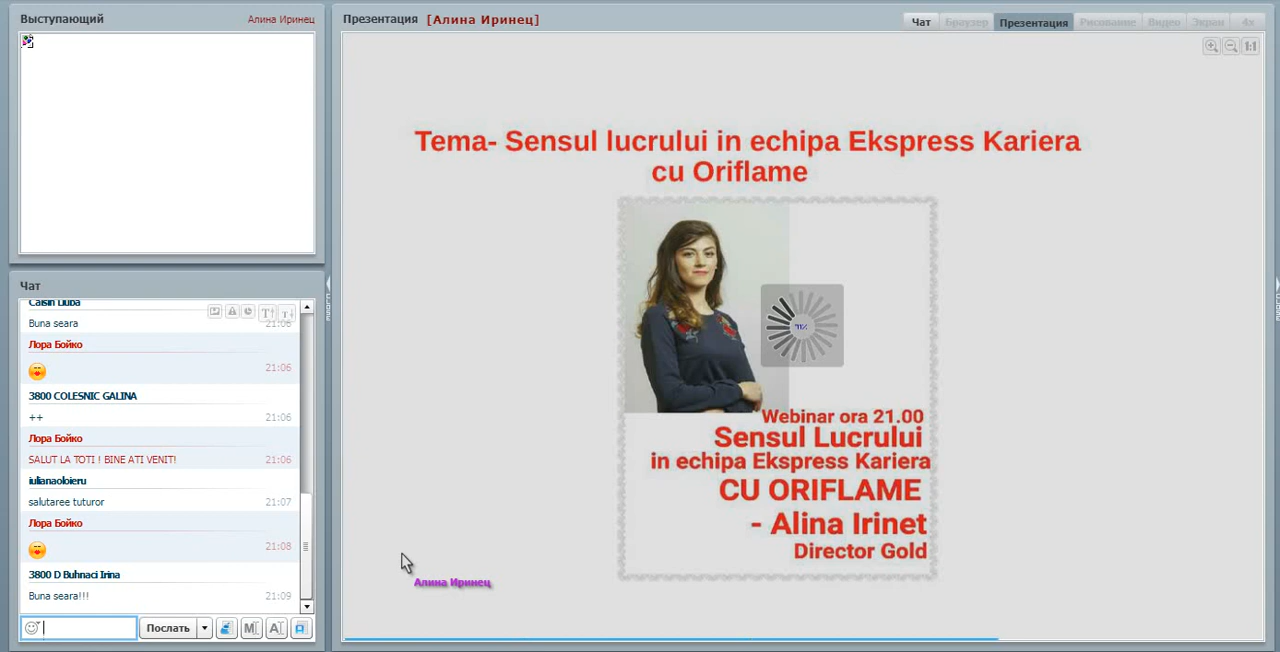 Выступающий
Алина Иринец
Презентация [Алина Иринец]
Чат
Браузер
Презентация
Рисование
Видео
Экран
4x
1:1
Tema- Sensul lucrului in echipa Ekspress Kariera
cu Oriflame
Webinar ora 21.00
Sensul Lucrului
in echipa Ekspress Kariera
CU ORIFLAME
- Alina Irinet
Director Gold
Алина Иринец
Чат
Buna seara 21:06
Лора Бойко
21:06
3800 COLESNIC GALINA
++ 21:06
Лора Бойко
SALUT LA TOTI ! BINE ATI VENIT! 21:06
iulianaoloieru
salutaree tuturor 21:07
Лора Бойко
21:08
3800 D Buhnaci Irina
Buna seara!!! 21:09
Послать